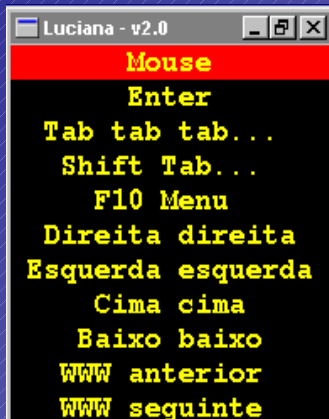 Luciana - v2.0
Mouse
Enter
Tab tab tab...
Shift Tab...
F10 Menu
Direita direita
Esquerda esquerda
Cima cima
Baixo baixo
WWW anterior
WWW seguinte